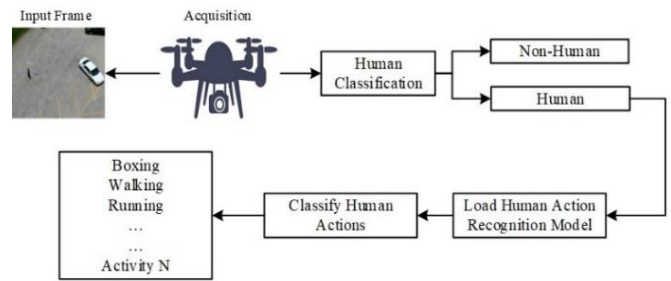 Input Frame
Acquisition
Human
Classification
Non-Human
Human
Load Human Action
Recognition Model
Classify Human
Actions
Boxing
Walking
Running
...
...
Activity N